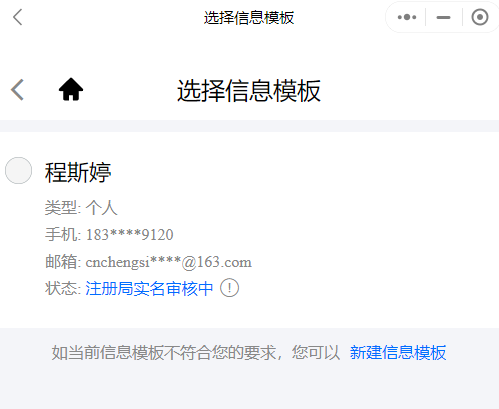 选择信息模板
选择信息模板
程斯婷
类型: 个人
手机: 183****9120
邮箱: cnchengsi****@163.com
状态: 注册局实名审核中
如当前信息模板不符合您的要求，您可以 新建信息模板